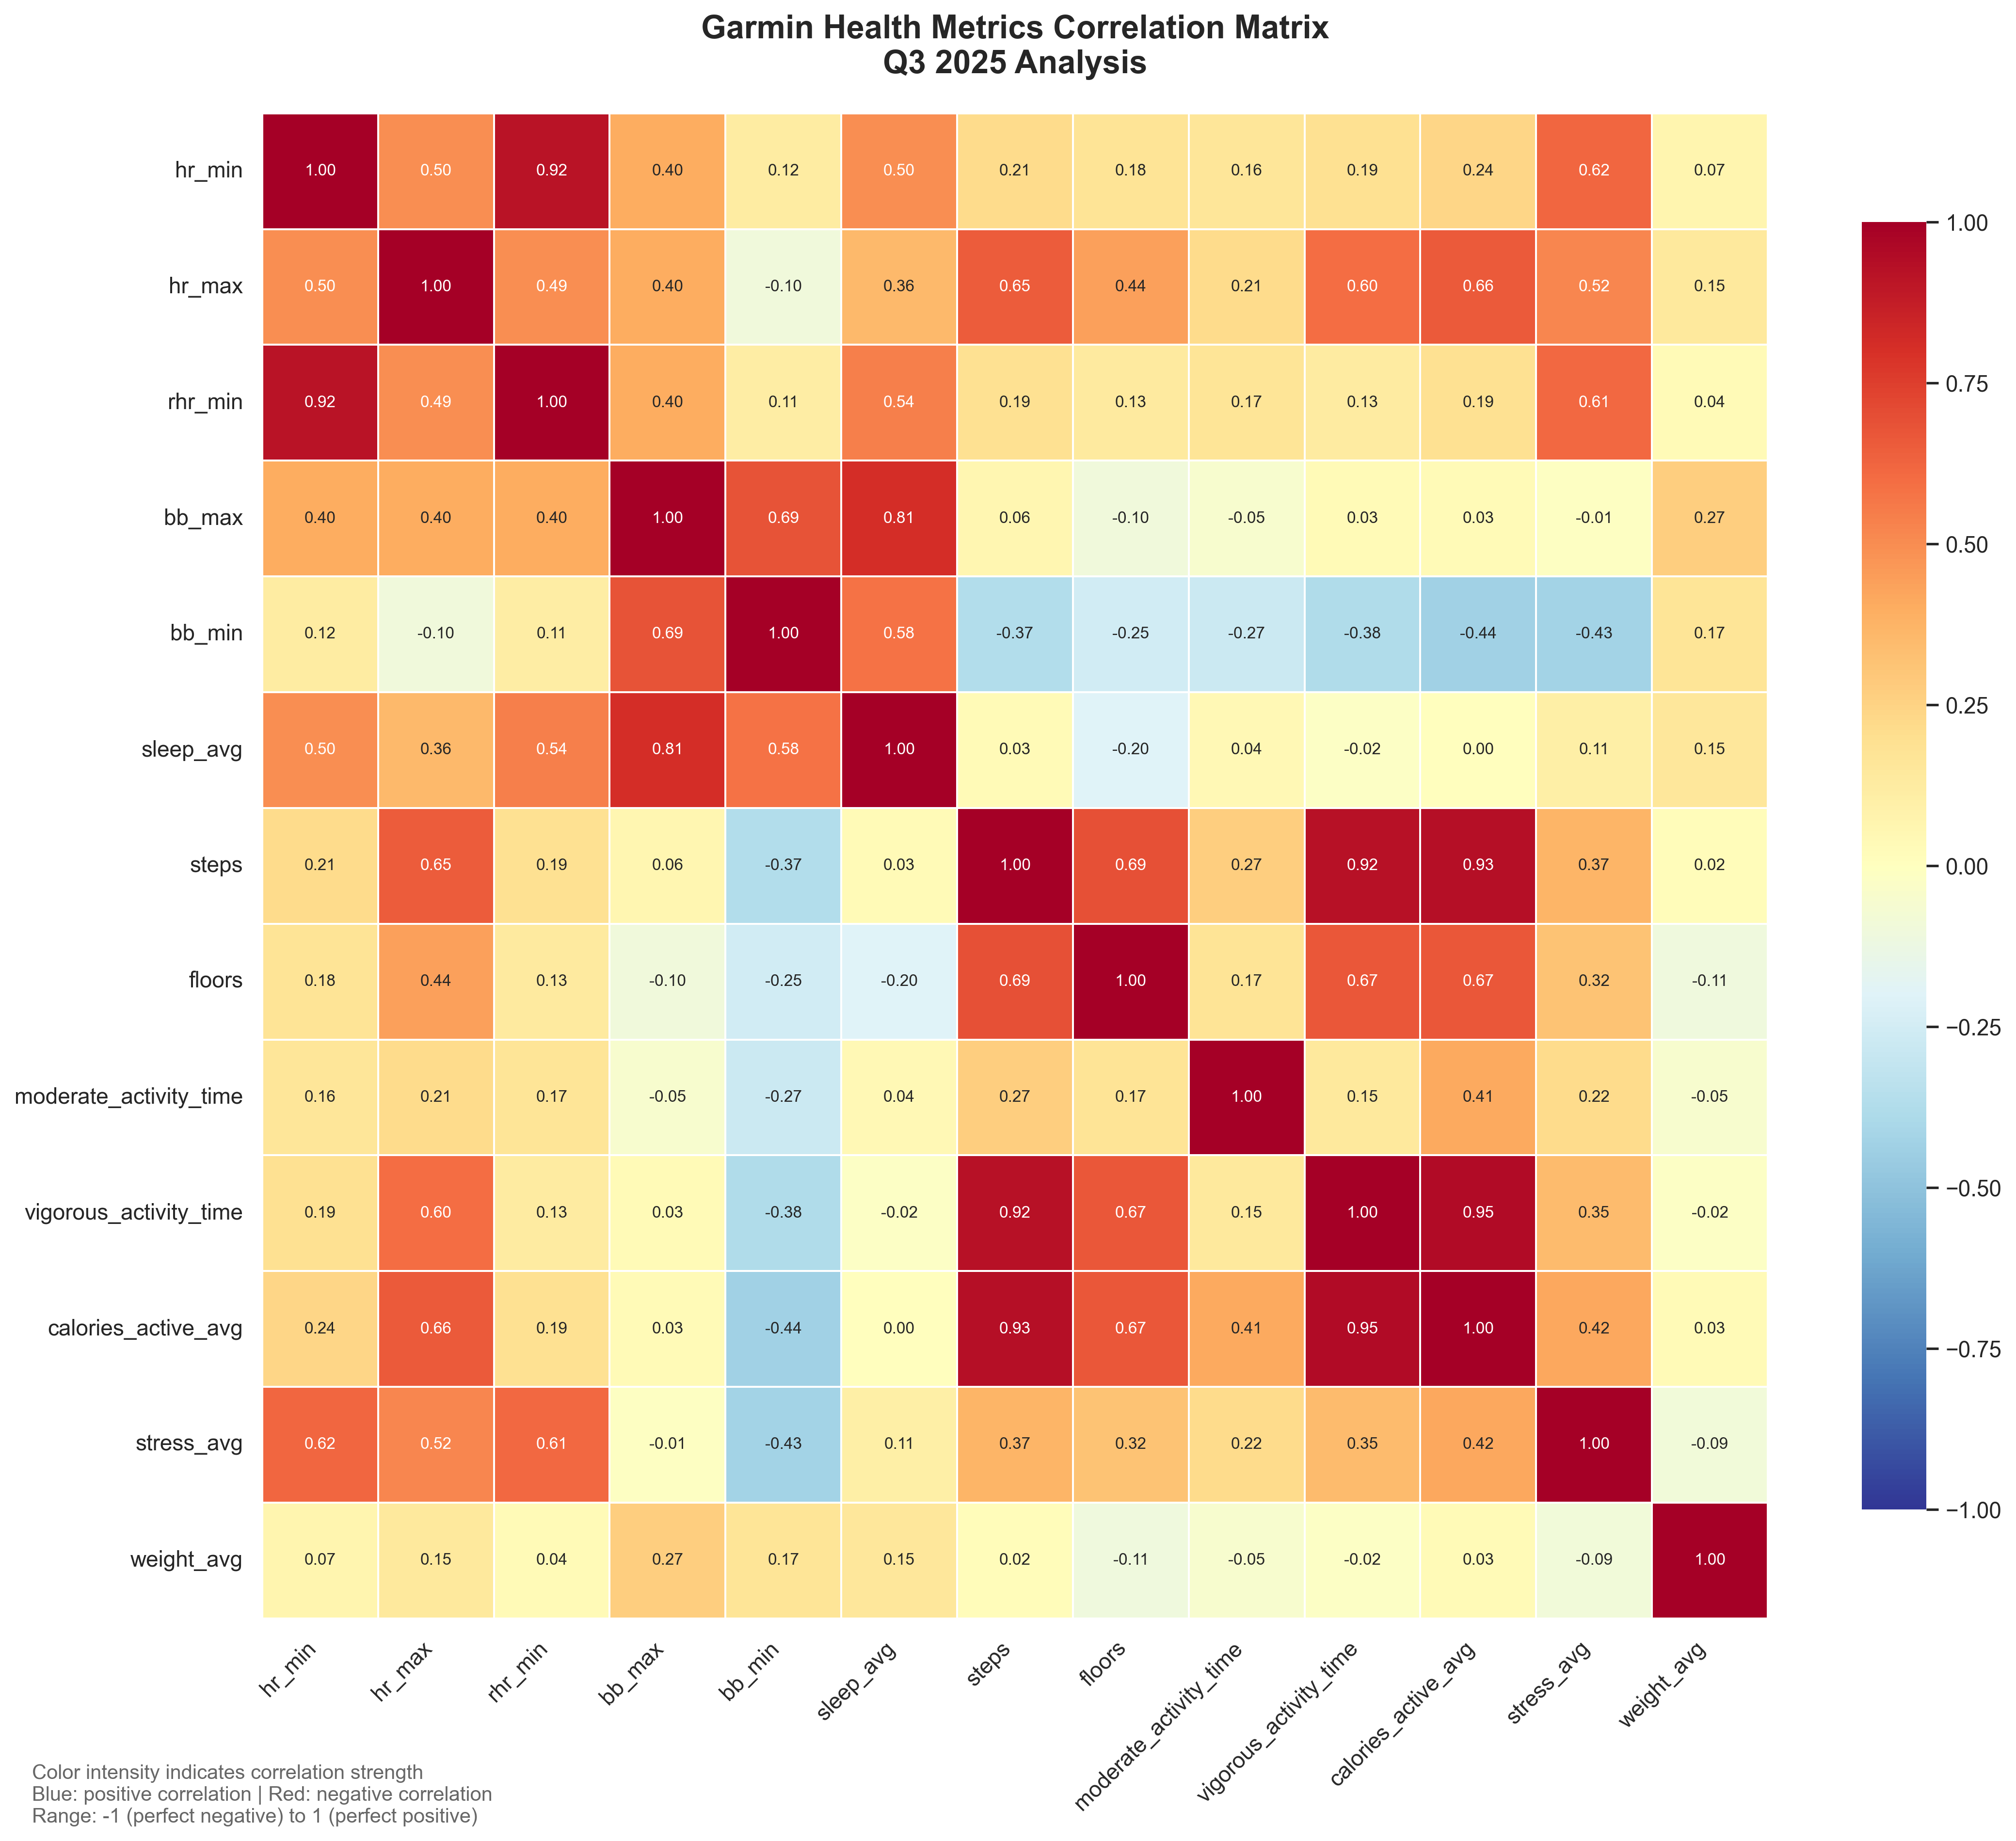 Garmin Health Metrics Correlation Matrix
Q3 2025 Analysis
hr_min 1.00 0.50 0.92 0.40 0.12 0.50 0.21 0.18 0.16 0.19 0.24 0.62 0.07
hr_max 0.50 1.00 0.49 0.40 -0.10 0.36 0.65 0.44 0.21 0.60 0.66 0.52 0.15
rhr_min 0.92 0.49 1.00 0.40 0.11 0.54 0.19 0.13 0.17 0.13 0.19 0.61 0.04
bb_max 0.40 0.40 0.40 1.00 0.69 0.81 0.06 -0.10 -0.05 0.03 0.03 -0.01 0.27
bb_min 0.12 -0.10 0.11 0.69 1.00 0.58 -0.37 -0.25 -0.27 -0.38 -0.44 -0.43 0.17
sleep_avg 0.50 0.36 0.54 0.81 0.58 1.00 0.03 -0.20 0.04 -0.02 0.00 0.11 0.15
steps 0.21 0.65 0.19 0.06 -0.37 0.03 1.00 0.69 0.27 0.92 0.93 0.37 0.02
floors 0.18 0.44 0.13 -0.10 -0.25 -0.20 0.69 1.00 0.17 0.67 0.67 0.32 -0.11
moderate_activity_time 0.16 0.21 0.17 -0.05 -0.27 0.04 0.27 0.17 1.00 0.15 0.41 0.22 -0.05
vigorous_activity_time 0.19 0.60 0.13 0.03 -0.38 -0.02 0.92 0.67 0.15 1.00 0.95 0.35 -0.02
calories_active_avg 0.24 0.66 0.19 0.03 -0.44 0.00 0.93 0.67 0.41 0.95 1.00 0.42 0.03
stress_avg 0.62 0.52 0.61 -0.01 -0.43 0.11 0.37 0.32 0.22 0.35 0.42 1.00 -0.09
weight_avg 0.07 0.15 0.04 0.27 0.17 0.15 0.02 -0.11 -0.05 -0.02 0.03 -0.09 1.00
hr_min hr_max rhr_min bb_max bb_min sleep_avg steps floors moderate_activity_time vigorous_activity_time calories_active_avg stress_avg weight_avg
1.00
0.75
0.50
0.25
0.00
−0.25
−0.50
−0.75
−1.00
Color intensity indicates correlation strength
Blue: positive correlation | Red: negative correlation
Range: -1 (perfect negative) to 1 (perfect positive)